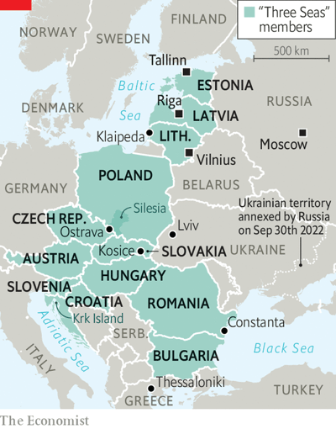 "Three Seas"
members
500 km
NORWAY
SWEDEN
FINLAND
Tallinn
ESTONIA
Baltic
Sea
Riga
LATVIA
RUSSIA
DENMARK
Klaipeda
LITH.
Moscow
Vilnius
GERMANY
POLAND
BELARUS
Silesia
Ukrainian territory
annexed by Russia
on Sep 30th 2022
CZECH REP.
Ostrava
Lviv
Kosice
SLOVAKIA
UKRAINE
AUSTRIA
HUNGARY
SLOVENIA
CROATIA
Krk Island
ROMANIA
Adriatic Sea
SERB.
Constanta
ITALY
BULGARIA
Black Sea
Thessaloniki
GREECE
TURKEY
The Economist